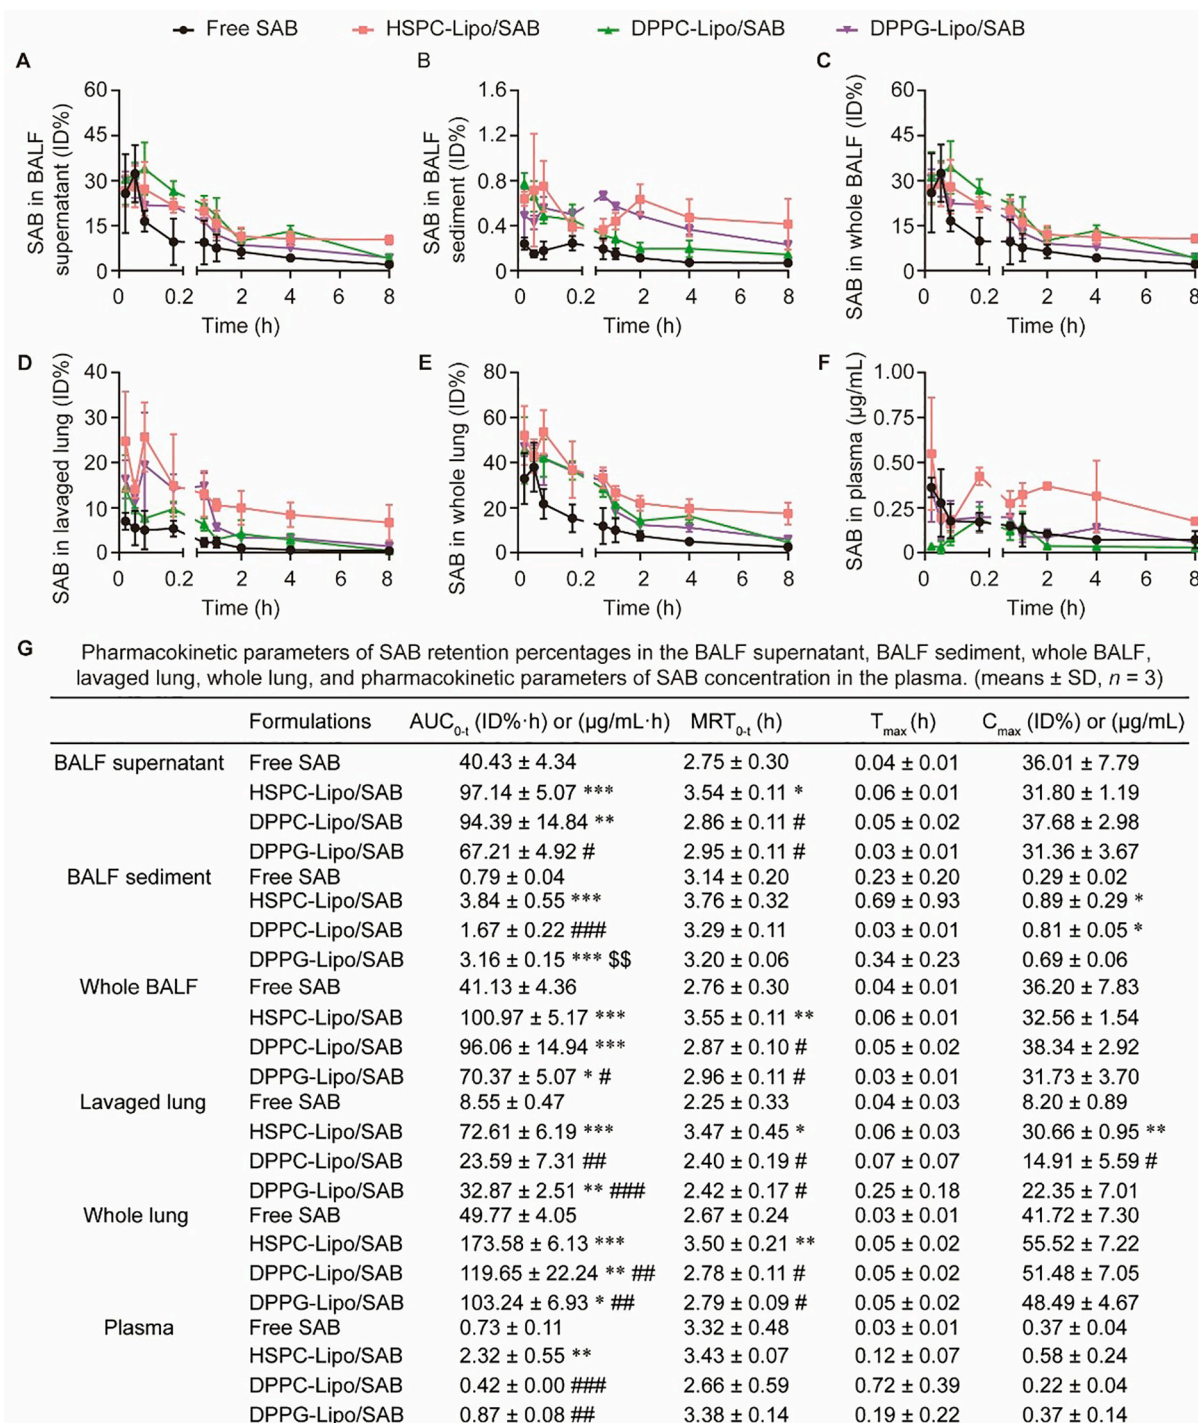 Free SAB HSPC-Lipo/SAB DPPC-Lipo/SAB DPPG-Lipo/SAB
A
SAB in BALF
supernatant (ID%)
60
45
30
15
0
0 0.2 2 4 6 8
Time (h)
B
SAB in BALF
sediment (ID%)
1.6
1.2
0.8
0.4
0
0 0.2 2 4 6 8
Time (h)
C
SAB in whole BALF (ID%)
60
45
30
15
0
0 0.2 2 4 6 8
Time (h)
D
SAB in lavaged lung (ID%)
40
30
20
10
0
0 0.2 2 4 6 8
Time (h)
E
SAB in whole lung (ID%)
80
60
40
20
0
0 0.2 2 4 6 8
Time (h)
F
SAB in plasma (µg/mL)
1.00
0.75
0.50
0.25
0
0 0.2 2 4 6 8
Time (h)
G Pharmacokinetic parameters of SAB retention percentages in the BALF supernatant, BALF sediment, whole BALF,
lavaged lung, whole lung, and pharmacokinetic parameters of SAB concentration in the plasma. (means ± SD, n = 3)
Formulations AUC0-t (ID%·h) or (µg/mL·h) MRT0-t (h) Tmax (h) Cmax (ID%) or (µg/mL)
BALF supernatant Free SAB 40.43 ± 4.34 2.75 ± 0.30 0.04 ± 0.01 36.01 ± 7.79
HSPC-Lipo/SAB 97.14 ± 5.07 *** 3.54 ± 0.11 * 0.06 ± 0.01 31.80 ± 1.19
DPPC-Lipo/SAB 94.39 ± 14.84 ** 2.86 ± 0.11 # 0.05 ± 0.02 37.68 ± 2.98
DPPG-Lipo/SAB 67.21 ± 4.92 # 2.95 ± 0.11 # 0.03 ± 0.01 31.36 ± 3.67
BALF sediment Free SAB 0.79 ± 0.04 3.14 ± 0.20 0.23 ± 0.20 0.29 ± 0.02
HSPC-Lipo/SAB 3.84 ± 0.55 *** 3.76 ± 0.32 0.69 ± 0.93 0.89 ± 0.29 *
DPPC-Lipo/SAB 1.67 ± 0.22 ### 3.29 ± 0.11 0.03 ± 0.01 0.81 ± 0.05 *
DPPG-Lipo/SAB 3.16 ± 0.15 *** $$ 3.20 ± 0.06 0.34 ± 0.23 0.69 ± 0.06
Whole BALF Free SAB 41.13 ± 4.36 2.76 ± 0.30 0.04 ± 0.01 36.20 ± 7.83
HSPC-Lipo/SAB 100.97 ± 5.17 *** 3.55 ± 0.11 ** 0.06 ± 0.01 32.56 ± 1.54
DPPC-Lipo/SAB 96.06 ± 14.94 *** 2.87 ± 0.10 # 0.05 ± 0.02 38.34 ± 2.92
DPPG-Lipo/SAB 70.37 ± 5.07 * # 2.96 ± 0.11 # 0.03 ± 0.01 31.73 ± 3.70
Lavaged lung Free SAB 8.55 ± 0.47 2.25 ± 0.33 0.04 ± 0.03 8.20 ± 0.89
HSPC-Lipo/SAB 72.61 ± 6.19 *** 3.47 ± 0.45 * 0.06 ± 0.03 30.66 ± 0.95 **
DPPC-Lipo/SAB 23.59 ± 7.31 ## 2.40 ± 0.19 # 0.07 ± 0.07 14.91 ± 5.59 #
DPPG-Lipo/SAB 32.87 ± 2.51 ** ### 2.42 ± 0.17 # 0.25 ± 0.18 22.35 ± 7.01
Whole lung Free SAB 49.77 ± 4.05 2.67 ± 0.24 0.03 ± 0.01 41.72 ± 7.30
HSPC-Lipo/SAB 173.58 ± 6.13 *** 3.50 ± 0.21 ** 0.05 ± 0.02 55.52 ± 7.22
DPPC-Lipo/SAB 119.65 ± 22.24 ** ## 2.78 ± 0.11 # 0.05 ± 0.02 51.48 ± 7.05
DPPG-Lipo/SAB 103.24 ± 6.93 * ## 2.79 ± 0.09 # 0.05 ± 0.02 48.49 ± 4.67
Plasma Free SAB 0.73 ± 0.11 3.32 ± 0.48 0.03 ± 0.01 0.37 ± 0.04
HSPC-Lipo/SAB 2.32 ± 0.55 ** 3.43 ± 0.07 0.12 ± 0.07 0.58 ± 0.24
DPPC-Lipo/SAB 0.42 ± 0.00 ### 2.66 ± 0.59 0.72 ± 0.39 0.22 ± 0.04
DPPG-Lipo/SAB 0.87 ± 0.08 ## 3.38 ± 0.14 0.19 ± 0.22 0.37 ± 0.14